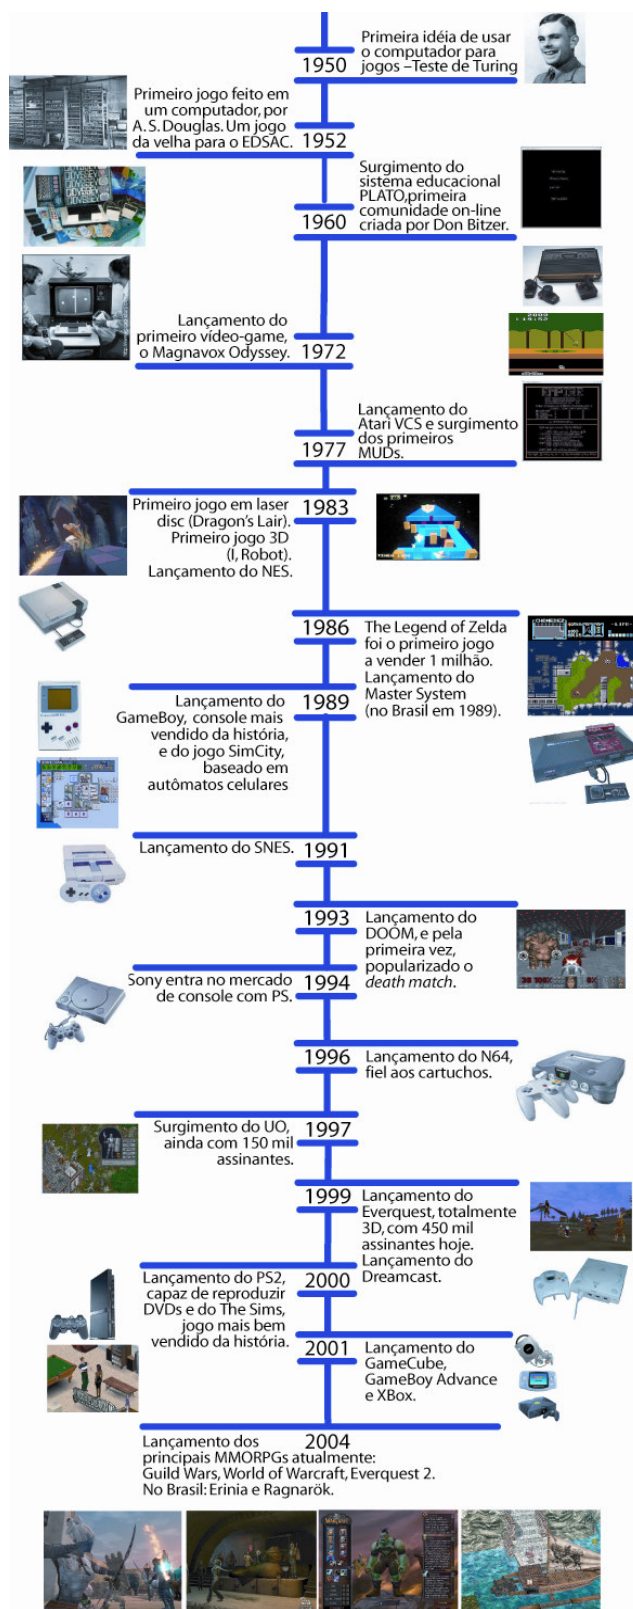 Primeira idéia de usar
o computador para
jogos –Teste de Turing
1950
Primeiro jogo feito em
um computador, por
A. S. Douglas. Um jogo
da velha para o EDSAC.
1952
Surgimento do
sistema educacional
PLATO,primeira
comunidade on-line
criada por Don Bitzer.
1960
Lançamento do
primeiro vídeo-game,
o Magnavox Odyssey.
1972
Lançamento do
Atari VCS e surgimento
dos primeiros
MUDs.
1977
Primeiro jogo em laser
disc (Dragon's Lair).
Primeiro jogo 3D
(I, Robot).
Lançamento do NES.
1983
1986
The Legend of Zelda
foi o primeiro jogo
a vender 1 milhão.
Lançamento do
Master System
(no Brasil em 1989).
Lançamento do
GameBoy, console mais
vendido da história,
e do jogo SimCity,
baseado em
autômatos celulares
1989
Lançamento do SNES.
1991
1993
Lançamento do
DOOM, e pela
primeira vez,
popularizado o
death match.
Sony entra no mercado
de console com PS.
1994
1996
Lançamento do N64,
fiel aos cartuchos.
Surgimento do UO,
ainda com 150 mil
assinantes.
1997
1999
Lançamento do
Everquest, totalmente
3D, com 450 mil
assinantes hoje.
Lançamento do
Dreamcast.
Lançamento do PS2,
capaz de reproduzir
DVDs e do The Sims,
jogo mais bem
vendido da história.
2000
2001
Lançamento do
GameCube,
GameBoy Advance
e XBox.
2004
Lançamento dos
principais MMORPGs atualmente:
Guild Wars, World of Warcraft, Everquest 2.
No Brasil: Erinia e Ragnarök.